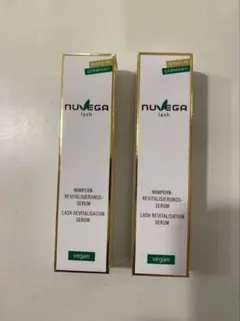 MADE IN
GERMANY
NUVEGA
lash
WIMPERN-
REVITALISIERUNGS-
SERUM
LASH REVITALISATION
SERUM
vegan
MADE IN
GERMANY
NUVEGA
lash
WIMPERN-
REVITALISIERUNGS-
SERUM
LASH REVITALISATION
SERUM
vegan